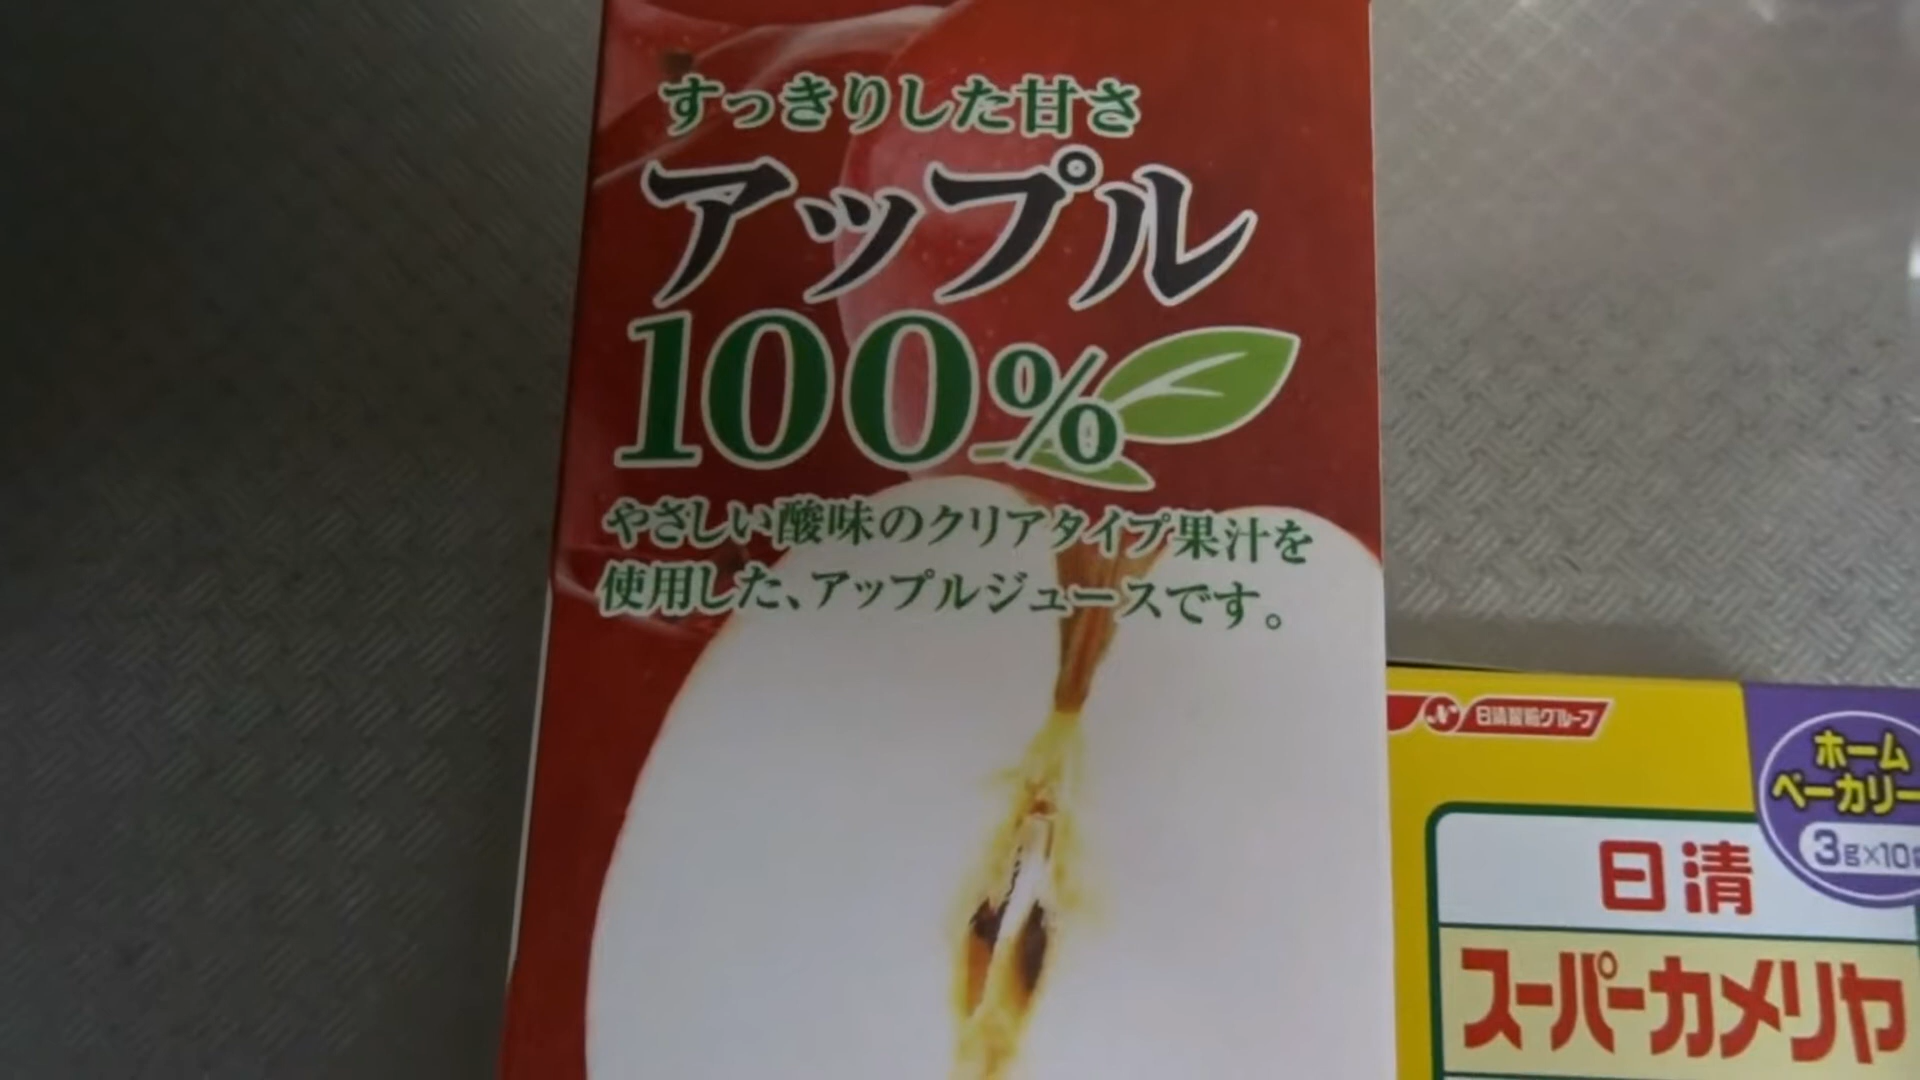 すっきりした甘さ
アップル
100%
やさしい酸味のクリアタイプ果汁を
使用した、アップルジュースです。
日清製粉グループ
ホーム
ベーカリー
3g×10
日清
スーパーカメリヤ